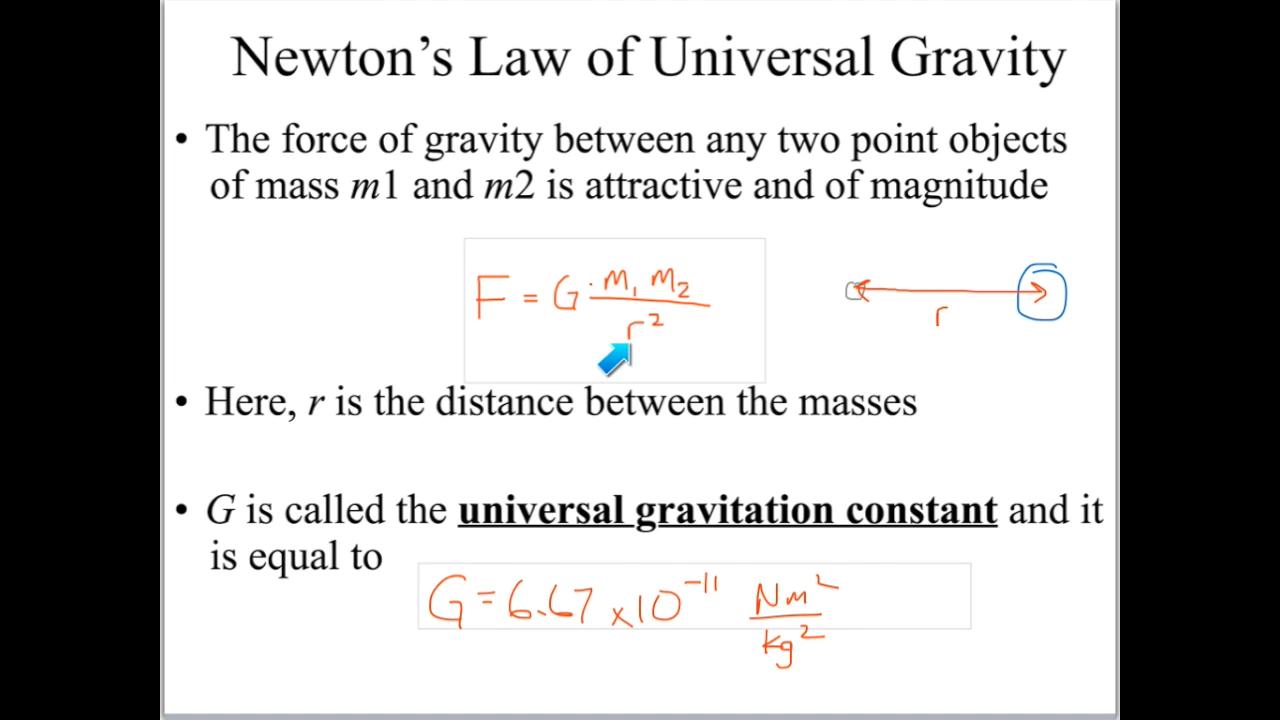 Newton's Law of Universal Gravity
• The force of gravity between any two point objects
of mass m1 and m2 is attractive and of magnitude
F = G · m₁ m₂ / r²
r
• Here, r is the distance between the masses
• G is called the universal gravitation constant and it
is equal to
G = 6.67 x 10⁻¹¹ Nm² / kg²